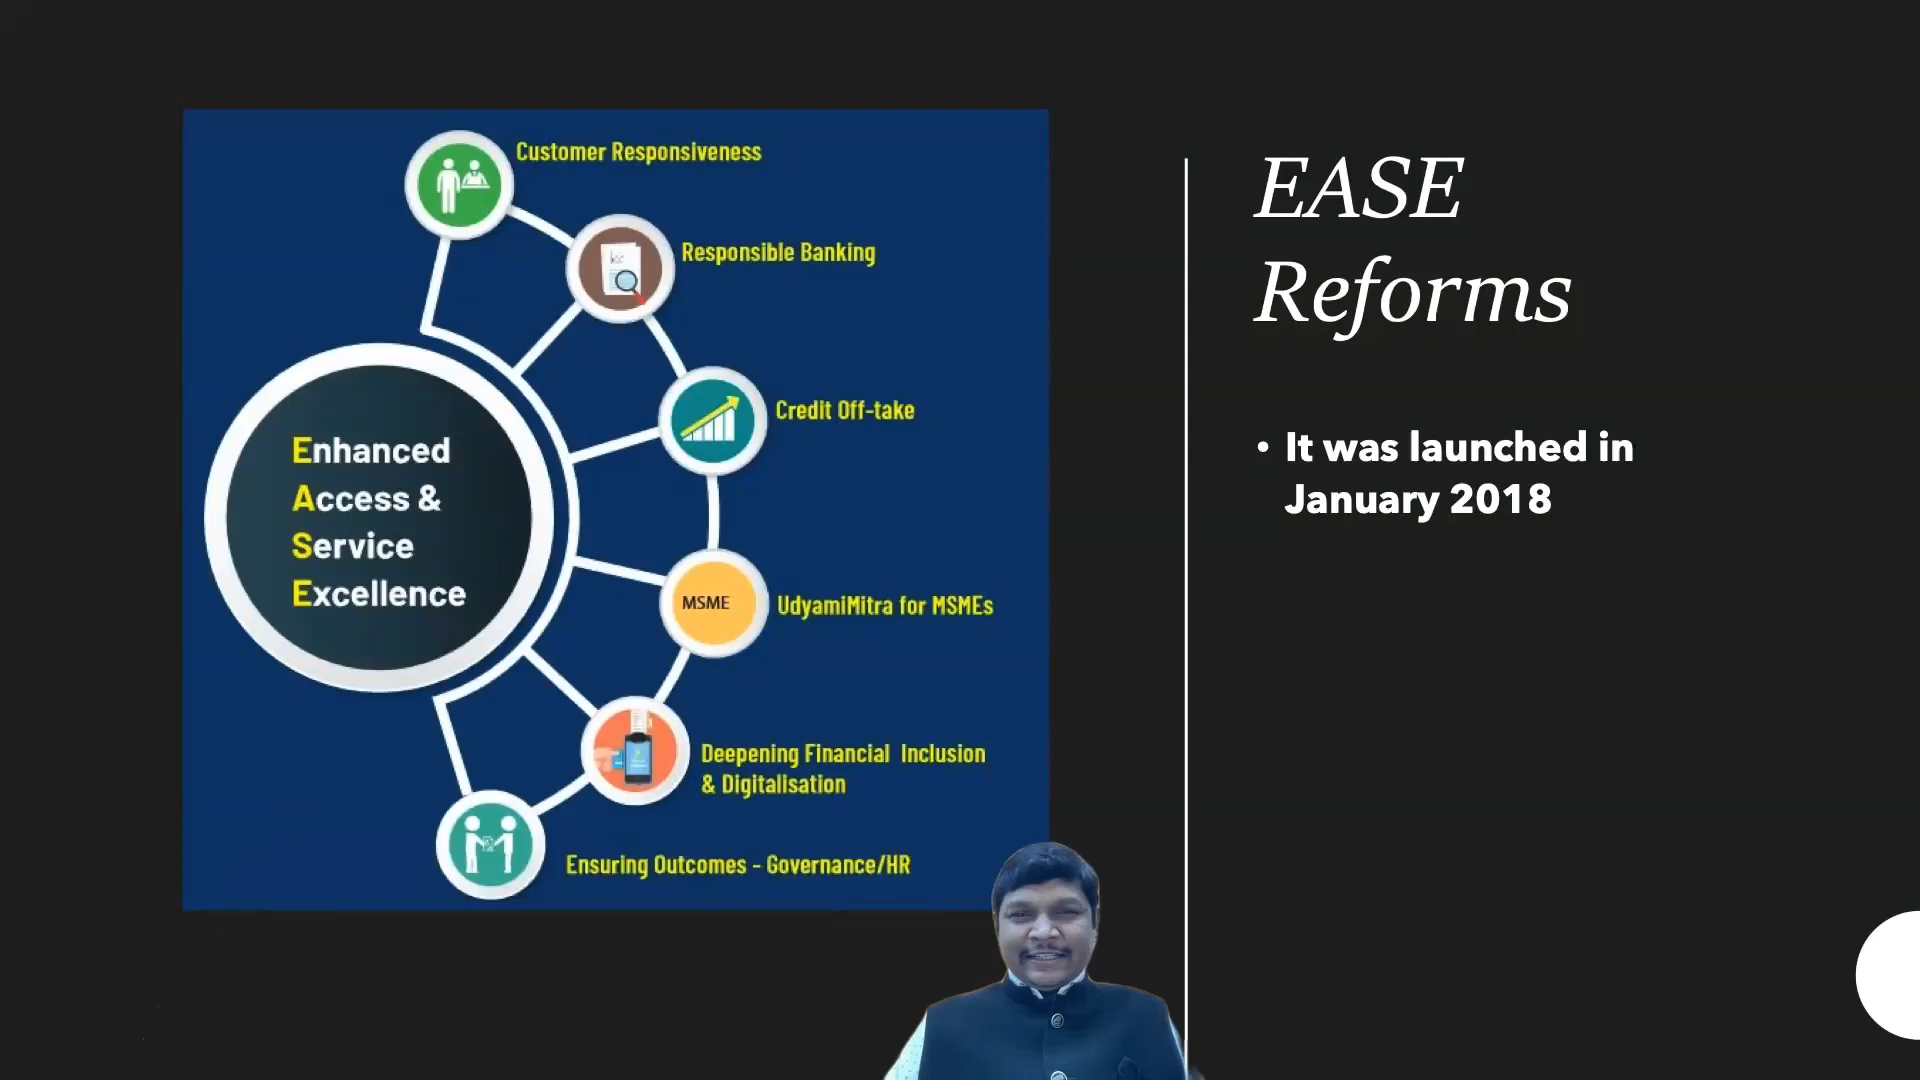 Customer Responsiveness
Responsible Banking
Credit Off-take
Enhanced
Access &
Service
Excellence
MSME
UdyamiMitra for MSMEs
Deepening Financial Inclusion
& Digitalisation
Ensuring Outcomes - Governance/HR
EASE
Reforms
• It was launched in
January 2018